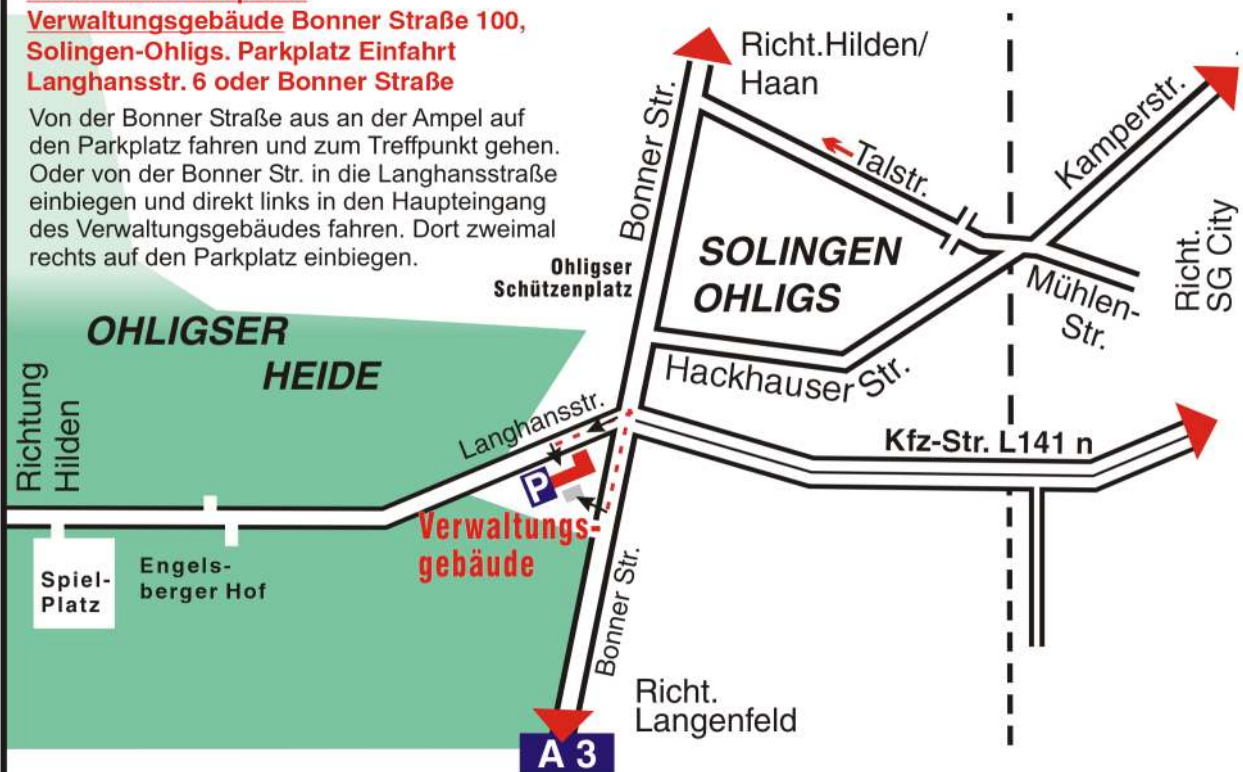 Verwaltungsgebäude Bonner Straße 100,
Solingen-Ohligs. Parkplatz Einfahrt
Langhansstr. 6 oder Bonner Straße
Von der Bonner Straße aus an der Ampel auf
den Parkplatz fahren und zum Treffpunkt gehen.
Oder von der Bonner Str. in die Langhansstraße
einbiegen und direkt links in den Haupteingang
des Verwaltungsgebäudes fahren. Dort zweimal
rechts auf den Parkplatz einbiegen.
Richt.Hilden/
Haan
Bonner Str.
Talstr.
Kamperstr.
Richt.
SG City
Mühlen-
Str.
SOLINGEN
OHLIGS
Ohligser
Schützenplatz
Hackhauser Str.
OHLIGSER
HEIDE
Richtung
Hilden
Langhansstr.
Kfz-Str. L141 n
P
Verwaltungs-
gebäude
Spiel-
Platz
Engels-
berger Hof
Bonner Str.
Richt.
Langenfeld
A 3